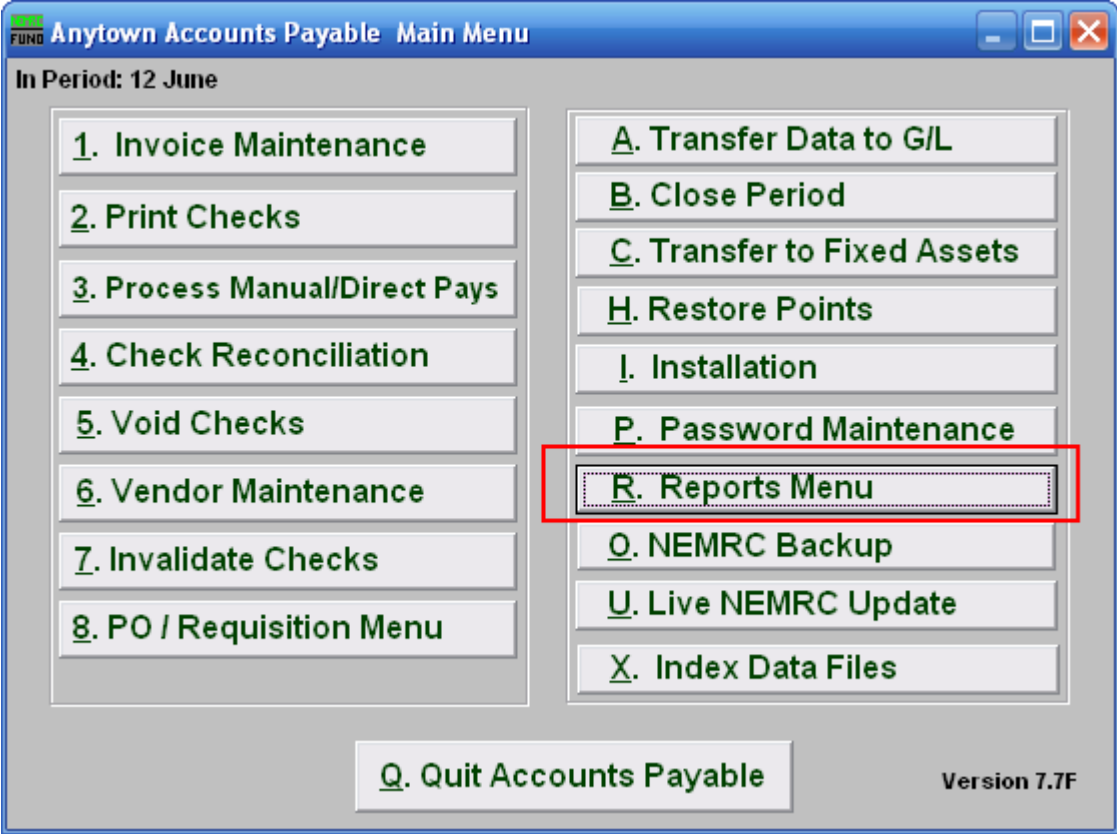 NEMRC
FUND Anytown Accounts Payable Main Menu
In Period: 12 June
1. Invoice Maintenance
2. Print Checks
3. Process Manual/Direct Pays
4. Check Reconciliation
5. Void Checks
6. Vendor Maintenance
7. Invalidate Checks
8. PO / Requisition Menu
A. Transfer Data to G/L
B. Close Period
C. Transfer to Fixed Assets
H. Restore Points
I. Installation
P. Password Maintenance
R. Reports Menu
O. NEMRC Backup
U. Live NEMRC Update
X. Index Data Files
Q. Quit Accounts Payable
Version 7.7F